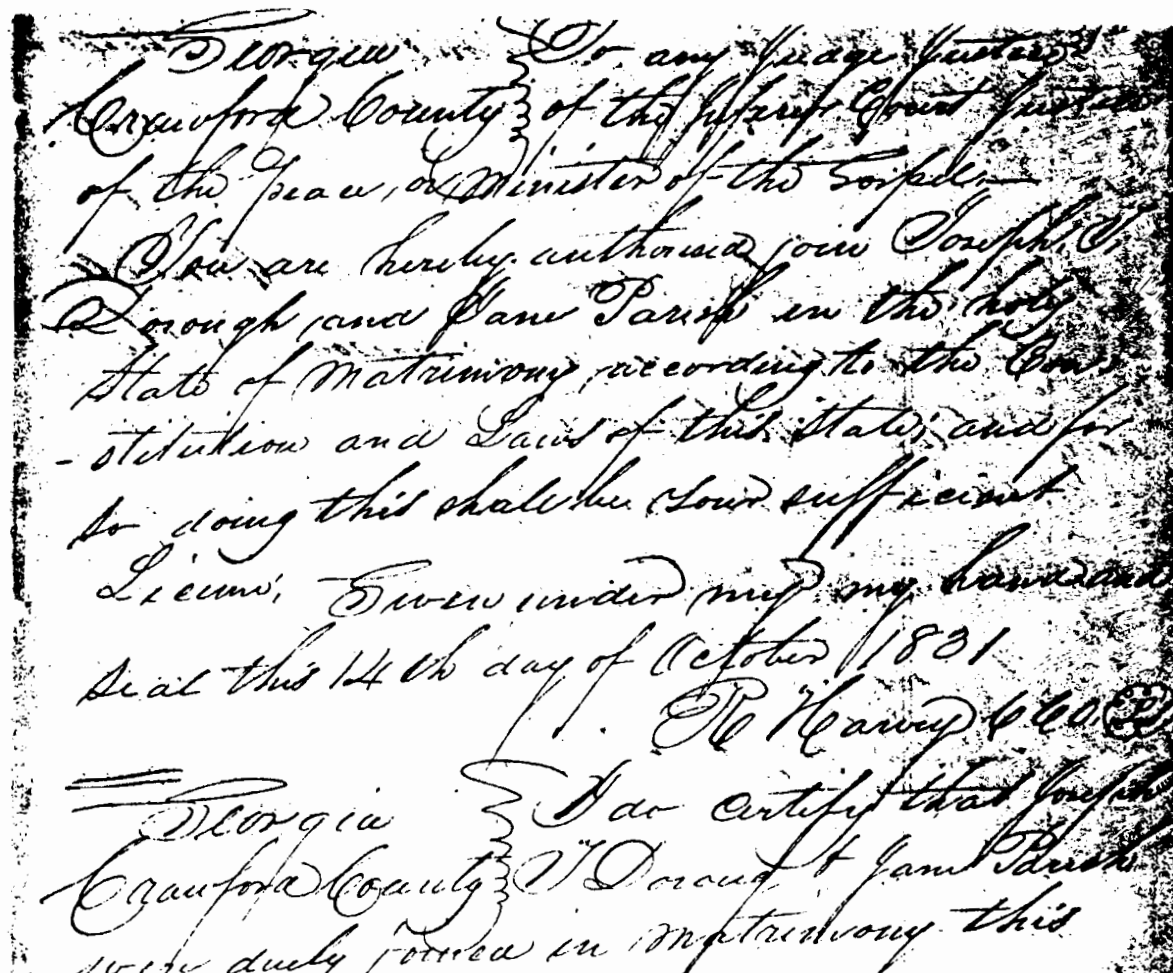 Georgia } To any Judge Justice
Crawford County } of the Infery Court Justice
of the Peace, or Minister of the Gospel—
You are hereby authorised join Joseph T.
Dorough, and Jane Parish in the holy
State of Matrimony, according to the Con
-stitution and Laws of this State; and for
so doing this shall be your sufficient
License, Given under my my hand and
seal this 14th day of October 1831
R Harvey C C O
Georgia } I do certify that Joseph
Crawford County } T Doroug & Jane Parish
were duely joined in Matrimony this